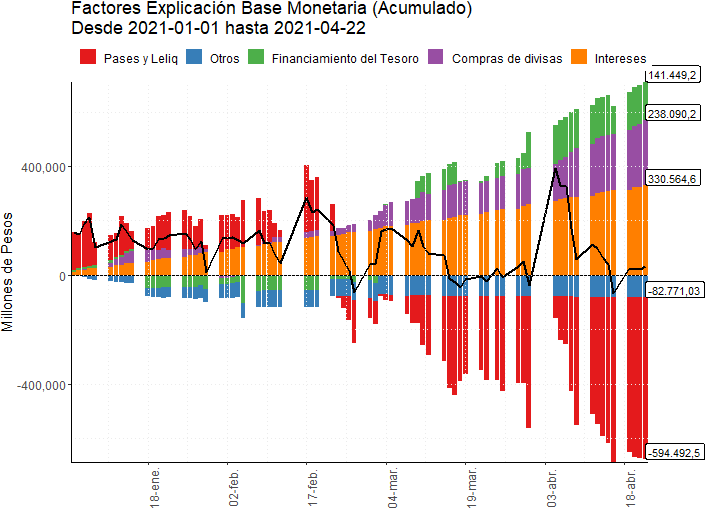 Factores Explicación Base Monetaria (Acumulado)
Desde 2021-01-01 hasta 2021-04-22
Pases y Leliq Otros Financiamiento del Tesoro Compras de divisas Intereses
141.449,2
238.090,2
400,000
330.564,6
Millones de Pesos
0
-82.771,03
-400,000
-594.492,5
18-ene. 02-feb. 17-feb. 04-mar. 19-mar. 03-abr. 18-abr.